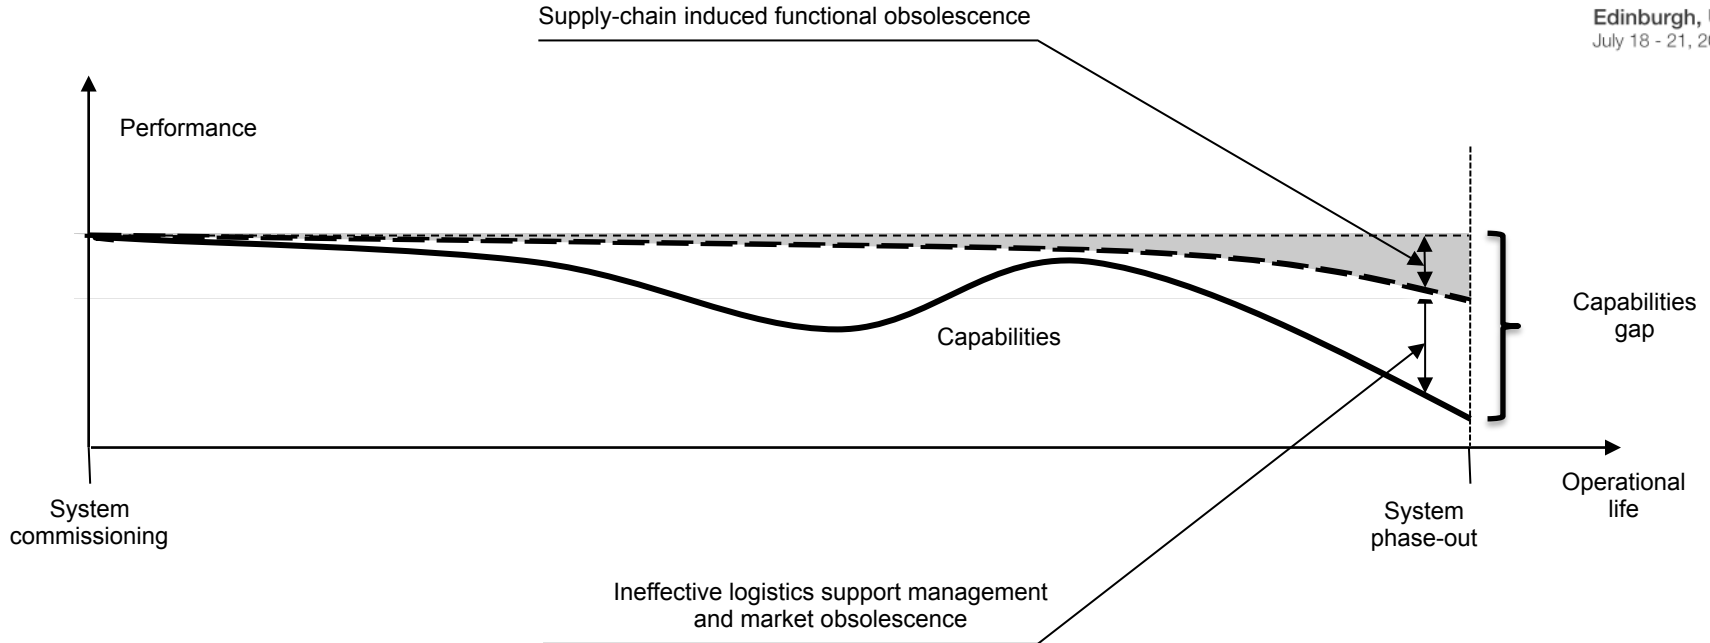 Supply-chain induced functional obsolescence
Edinburgh,
July 18 - 21,
Performance
Capabilities
Capabilities
gap
System
commissioning
System
phase-out
Operational
life
Ineffective logistics support management
and market obsolescence